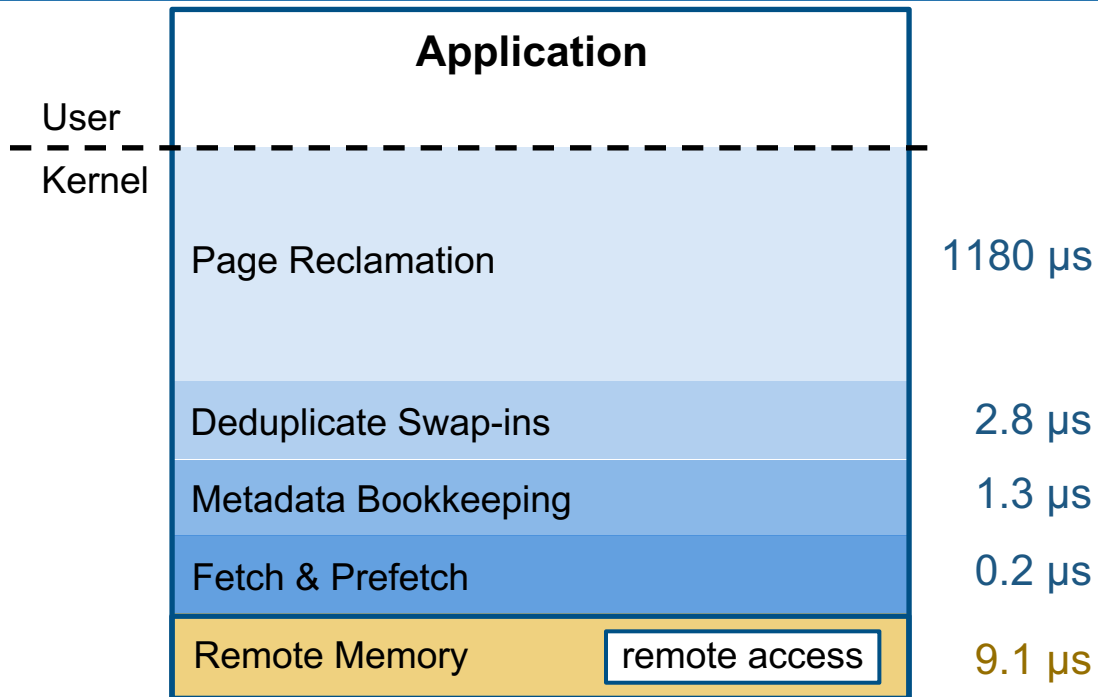 Application
User
Kernel
Page Reclamation 1180 µs
Deduplicate Swap-ins 2.8 µs
Metadata Bookkeeping 1.3 µs
Fetch & Prefetch 0.2 µs
Remote Memory remote access 9.1 µs